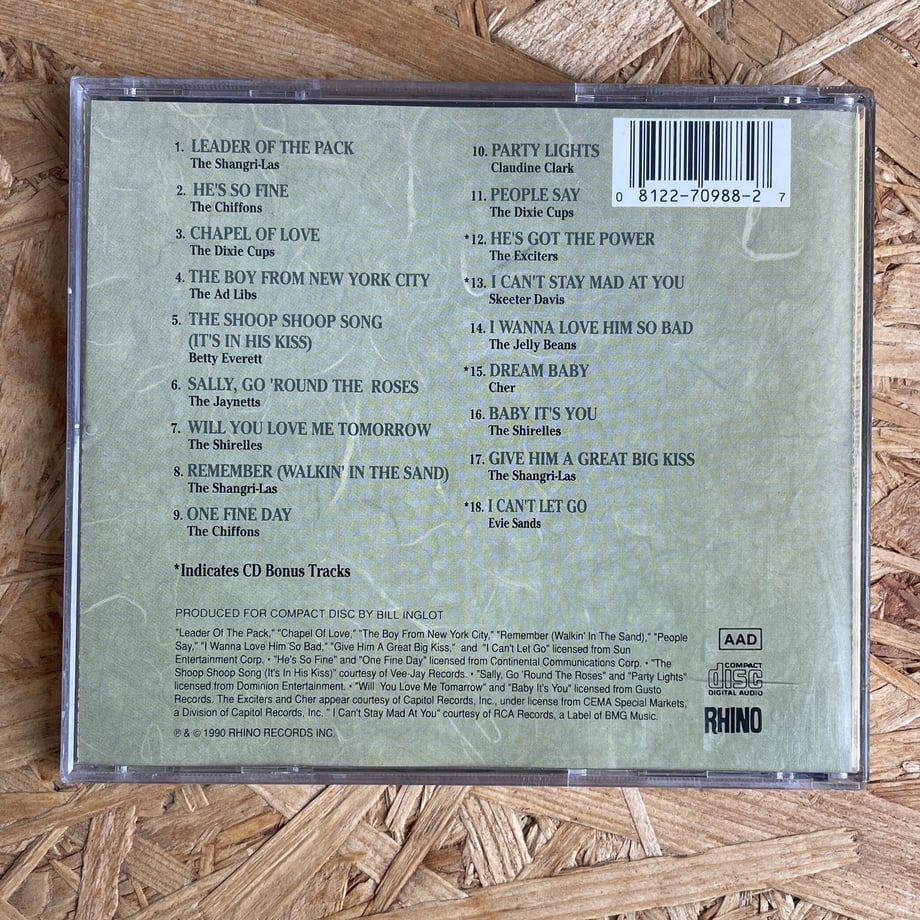 1. LEADER OF THE PACK
The Shangri-Las
2. HE'S SO FINE
The Chiffons
3. CHAPEL OF LOVE
The Dixie Cups
4. THE BOY FROM NEW YORK CITY
The Ad Libs
5. THE SHOOP SHOOP SONG
(IT'S IN HIS KISS)
Betty Everett
6. SALLY, GO 'ROUND THE ROSES
The Jaynetts
7. WILL YOU LOVE ME TOMORROW
The Shirelles
8. REMEMBER (WALKIN' IN THE SAND)
The Shangri-Las
9. ONE FINE DAY
The Chiffons
10. PARTY LIGHTS
Claudine Clark
11. PEOPLE SAY
The Dixie Cups
*12. HE'S GOT THE POWER
The Exciters
*13. I CAN'T STAY MAD AT YOU
Skeeter Davis
14. I WANNA LOVE HIM SO BAD
The Jelly Beans
*15. DREAM BABY
Cher
16. BABY IT'S YOU
The Shirelles
17. GIVE HIM A GREAT BIG KISS
The Shangri-Las
*18. I CAN'T LET GO
Evie Sands
0 8122-70988-2 7
*Indicates CD Bonus Tracks
PRODUCED FOR COMPACT DISC BY BILL INGLOT
"Leader Of The Pack," "Chapel Of Love," "The Boy From New York City," "Remember (Walkin' In The Sand)," "People
Say," "I Wanna Love Him So Bad," "Give Him A Great Big Kiss," and "I Can't Let Go" licensed from Sun
Entertainment Corp. • "He's So Fine" and "One Fine Day" licensed from Continental Communications Corp. • "The
Shoop Shoop Song (It's In His Kiss)" courtesy of Vee-Jay Records. • "Sally, Go 'Round The Roses" and "Party Lights"
licensed from Dominion Entertainment. • "Will You Love Me Tomarrow" and "Baby It's You" licensed from Gusto
Records. The Exciters and Cher appear courtesy of Capitol Records, Inc., under license from CEMA Special Markets,
a Division of Capitol Records, Inc. " I Can't Stay Mad At You" courtesy of RCA Records, a Label of BMG Music.
℗ & © 1990 RHINO RECORDS INC.
AAD
COMPACT
disc
DIGITAL AUDIO
RHINO